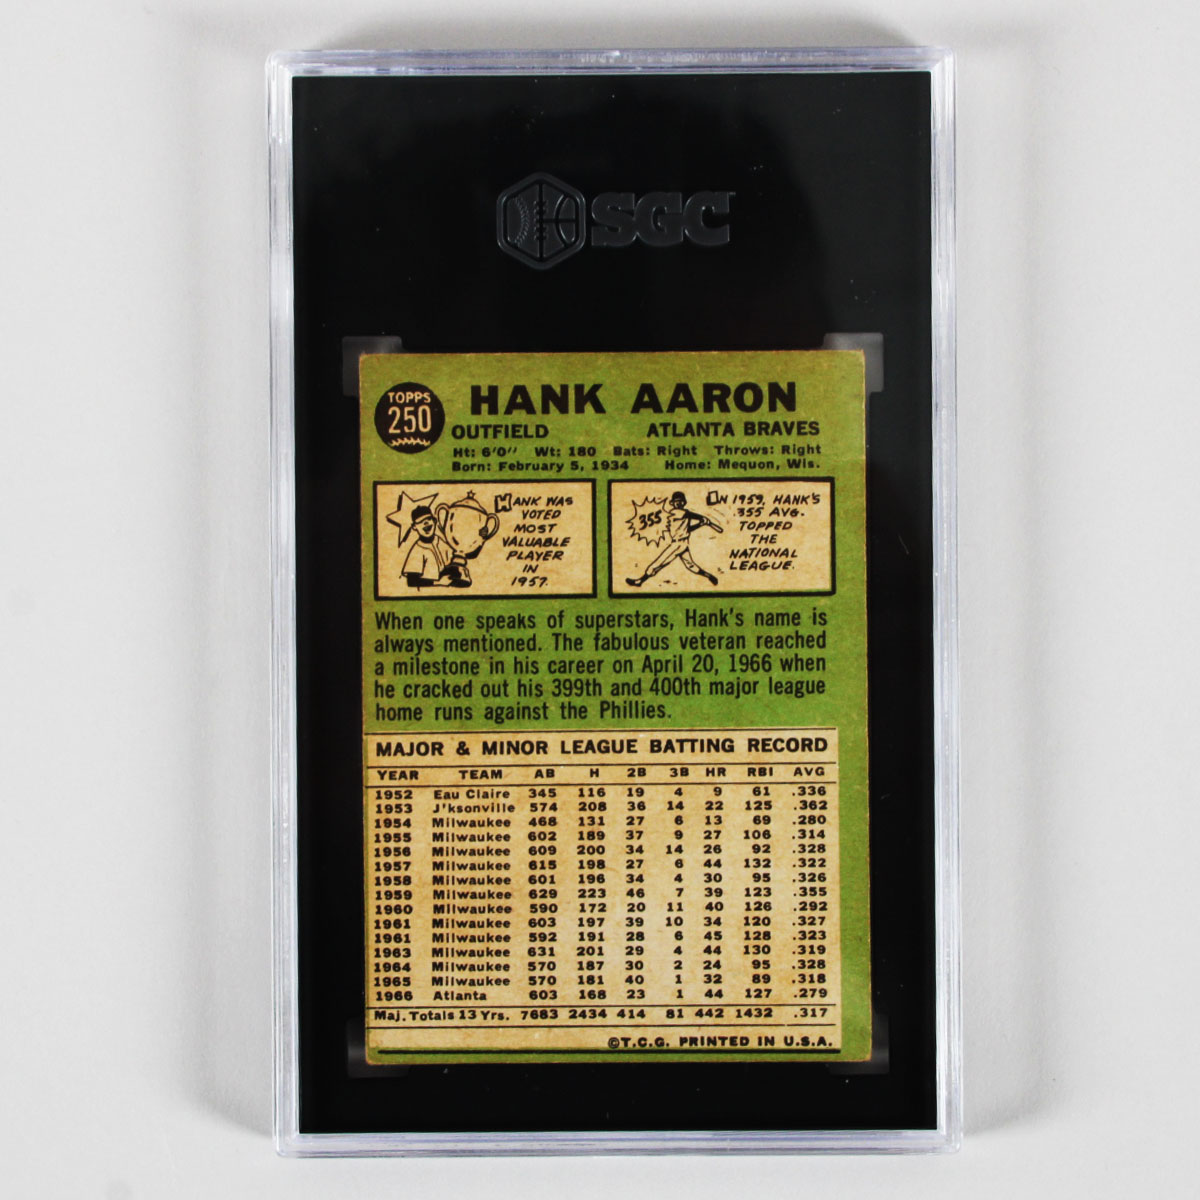 SGC
TOPPS
250
HANK AARON
OUTFIELD ATLANTA BRAVES
Ht: 6'0" Wt: 180 Bats: Right Throws: Right
Born: February 5, 1934 Home: Mequon, Wis.
HANK WAS
VOTED
MOST
VALUABLE
PLAYER
IN
1957.
355
IN 1959, HANK'S
.355 AVG.
TOPPED
THE
NATIONAL
LEAGUE.
When one speaks of superstars, Hank's name is
always mentioned. The fabulous veteran reached
a milestone in his career on April 20, 1966 when
he cracked out his 399th and 400th major league
home runs against the Phillies.
MAJOR & MINOR LEAGUE BATTING RECORD
YEAR TEAM AB H 2B 3B HR RBI AVG
1952 Eau Claire 345 116 19 4 9 61 .336
1953 J'ksonville 574 208 36 14 22 125 .362
1954 Milwaukee 468 131 27 6 13 69 .280
1955 Milwaukee 602 189 37 9 27 106 .314
1956 Milwaukee 609 200 34 14 26 92 .328
1957 Milwaukee 615 198 27 6 44 132 .322
1958 Milwaukee 601 196 34 4 30 95 .326
1959 Milwaukee 629 223 46 7 39 123 .355
1960 Milwaukee 590 172 20 11 40 126 .292
1961 Milwaukee 603 197 39 10 34 120 .327
1961 Milwaukee 592 191 28 6 45 128 .323
1963 Milwaukee 631 201 29 4 44 130 .319
1964 Milwaukee 570 187 30 2 24 95 .328
1965 Milwaukee 570 181 40 1 32 89 .318
1966 Atlanta 603 168 23 1 44 127 .279
Maj. Totals 13 Yrs. 7683 2434 414 81 442 1432 .317
©T.C.G. PRINTED IN U.S.A.